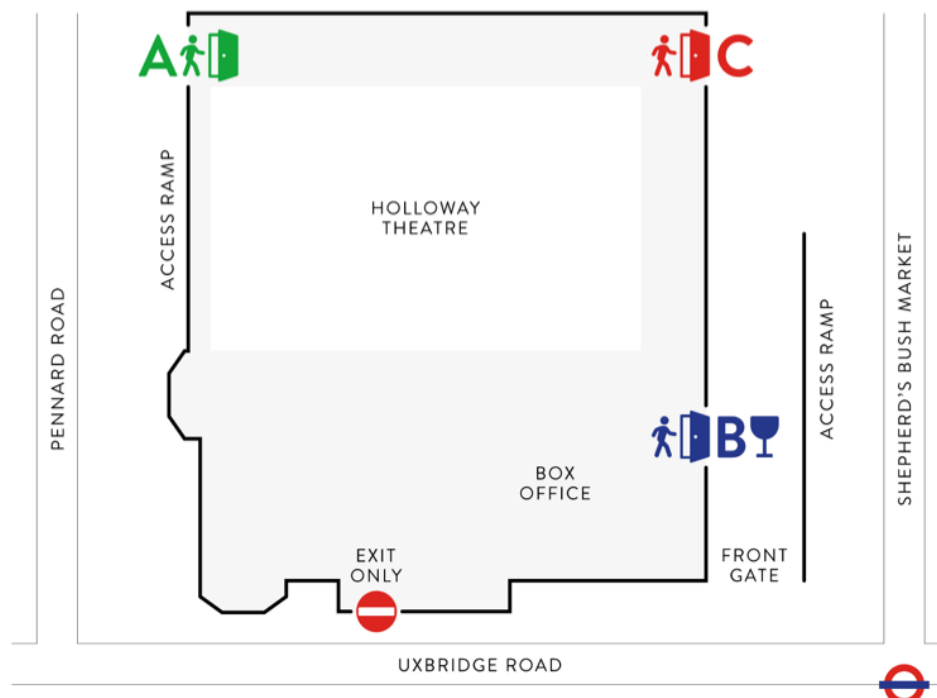 A
C
HOLLOWAY
THEATRE
ACCESS RAMP
PENNARD ROAD
SHEPHERD'S BUSH MARKET
ACCESS RAMP
B
BOX
OFFICE
EXIT
ONLY
FRONT
GATE
UXBRIDGE ROAD